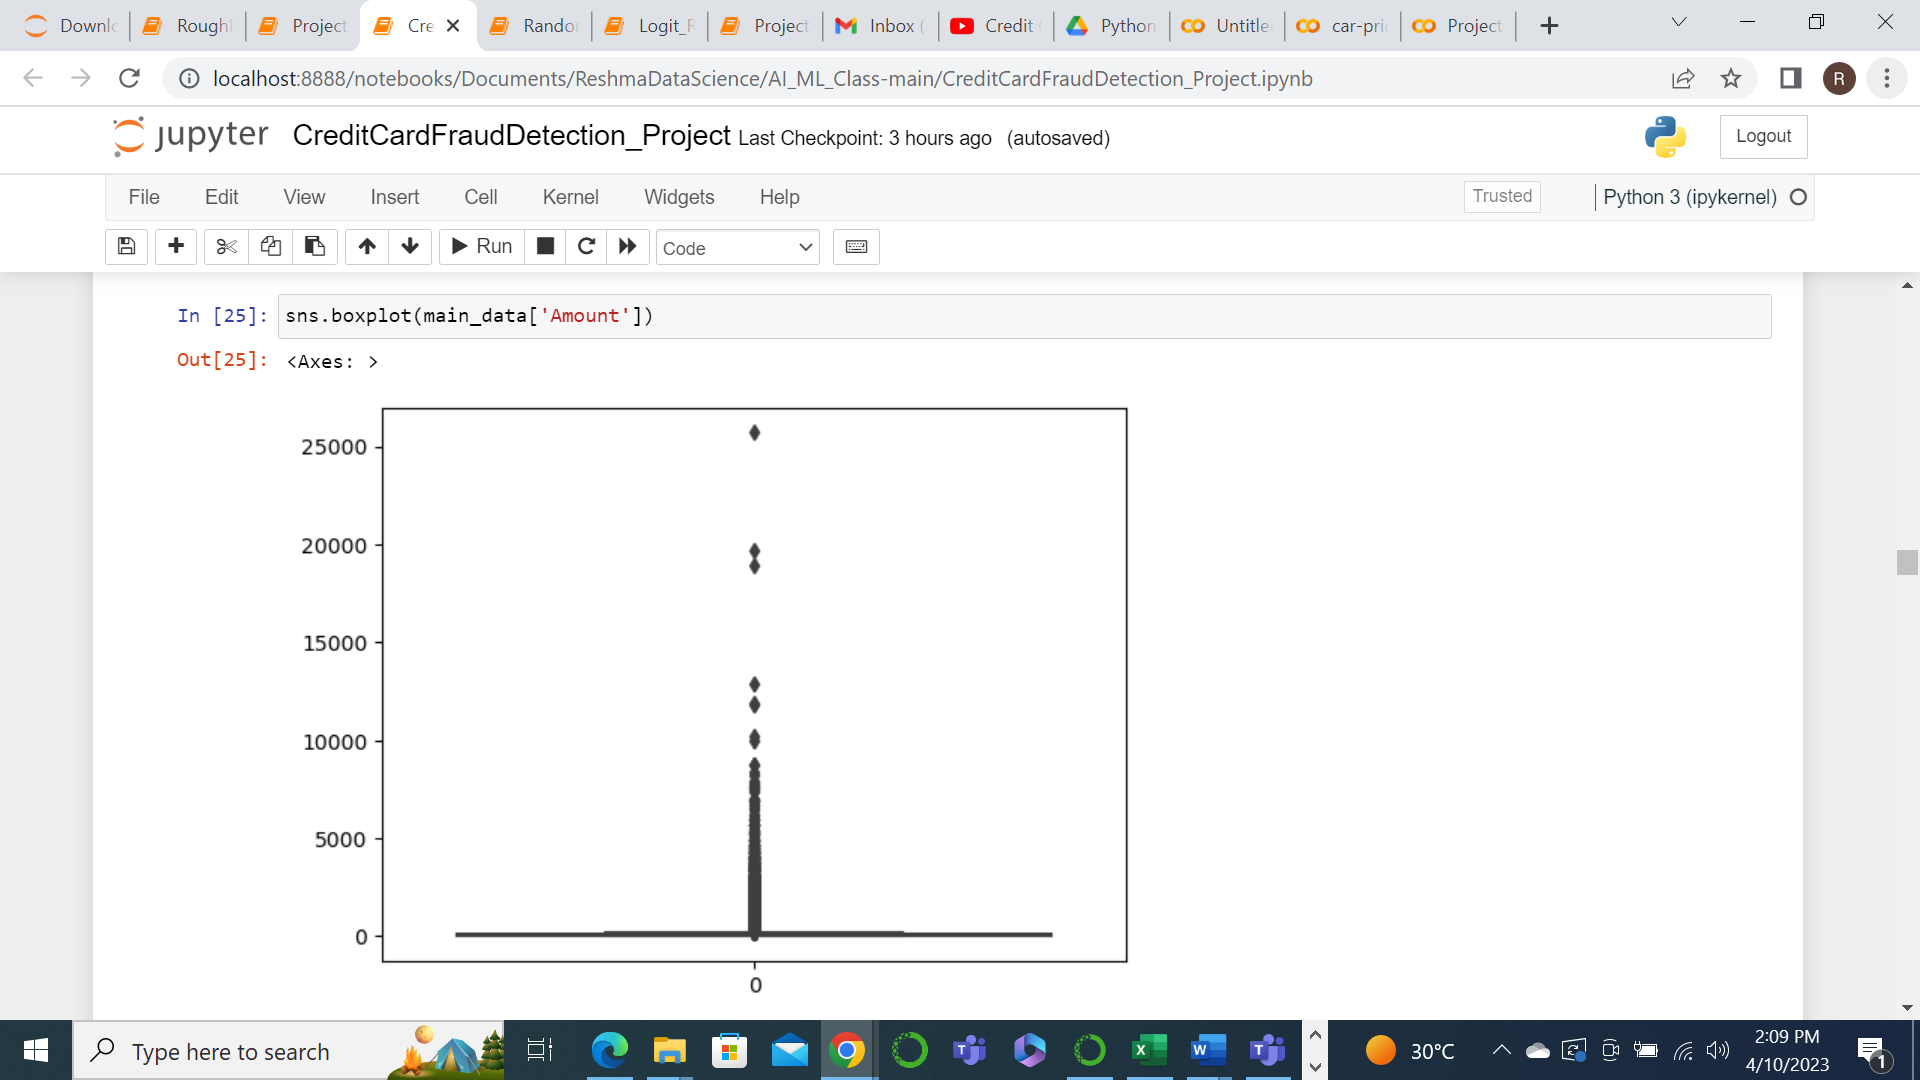 Downlo Rough Project Cre Rando Logit_R Project Inbox ( Credit Python Untitle car-pri Project
localhost:8888/notebooks/Documents/ReshmaDataScience/AI_ML_Class-main/CreditCardFraudDetection_Project.ipynb R
jupyter CreditCardFraudDetection_Project Last Checkpoint: 3 hours ago (autosaved) Logout
File Edit View Insert Cell Kernel Widgets Help Trusted Python 3 (ipykernel)
Run Code
In [25]: sns.boxplot(main_data['Amount'])
Out[25]: <Axes: >
25000
20000
15000
10000
5000
0
0
Type here to search 30°C 2:09 PM
4/10/2023 1